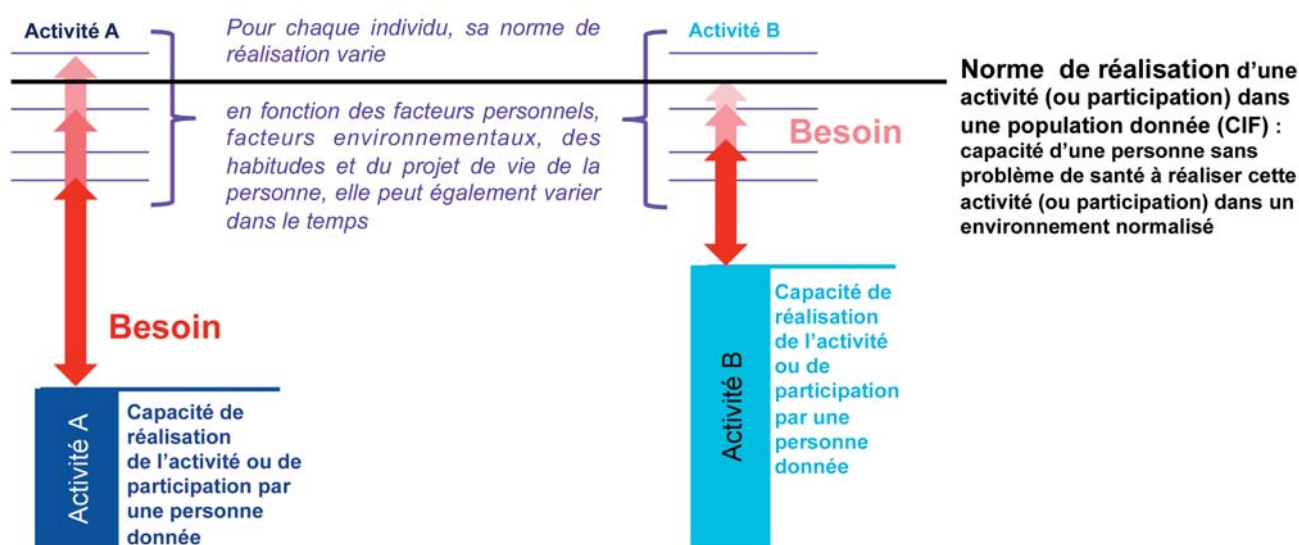 Activité A
Pour chaque individu, sa norme de
réalisation varie
en fonction des facteurs personnels,
facteurs environnementaux, des
habitudes et du projet de vie de la
personne, elle peut également varier
dans le temps
Activité B
Norme de réalisation d'une
activité (ou participation) dans
une population donnée (CIF) :
capacité d'une personne sans
problème de santé à réaliser cette
activité (ou participation) dans un
environnement normalisé
Besoin
Besoin
Activité A
Capacité de
réalisation
de l'activité ou de
participation par
une personne
donnée
Activité B
Capacité de
réalisation
de l'activité
ou de
participation
par une
personne
donnée